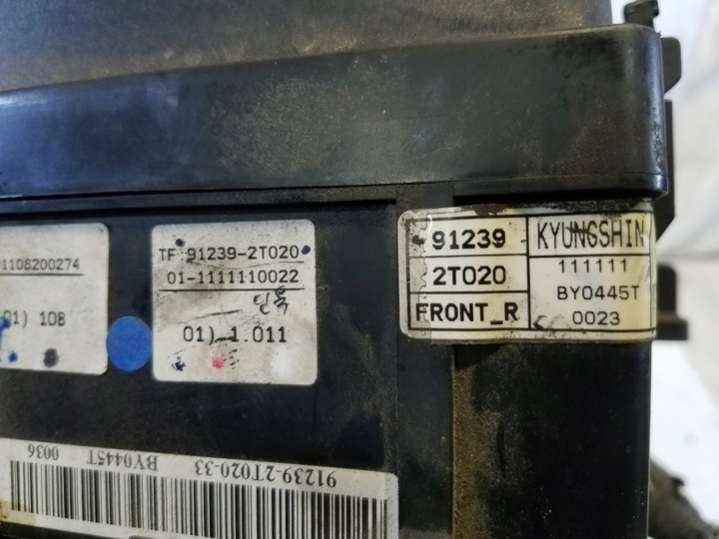 1108200274
01) 108
TF 91239-2T020
01-1111110022
01) 1.011
91239
2T020
FRONT_R
KYUNGSHIN
111111
BY0445T
0023
91239-2T020-33
BY0445T 0036